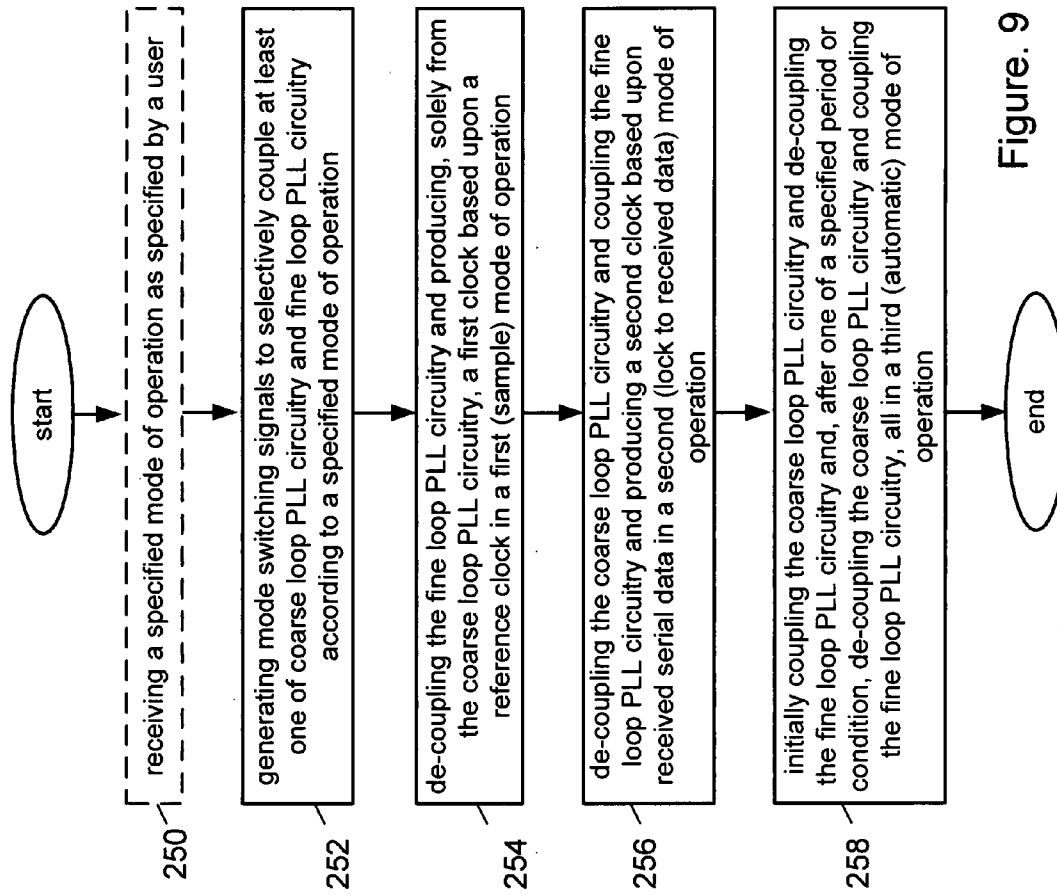 start
receiving a specified mode of operation as specified by a user
250
generating mode switching signals to selectively couple at least
one of coarse loop PLL circuitry and fine loop PLL circuitry
according to a specified mode of operation
252
de-coupling the fine loop PLL circuitry and producing, solely from
the coarse loop PLL circuitry, a first clock based upon a
reference clock in a first (sample) mode of operation
254
de-coupling the coarse loop PLL circuitry and coupling the fine
loop PLL circuitry and producing a second clock based upon
received serial data in a second (lock to received data) mode of
operation
256
initially coupling the coarse loop PLL circuitry and de-coupling
the fine loop PLL circuitry and, after one of a specified period or
condition, de-coupling the coarse loop PLL circuitry and coupling
the fine loop PLL circuitry, all in a third (automatic) mode of
operation
258
end
Figure. 9